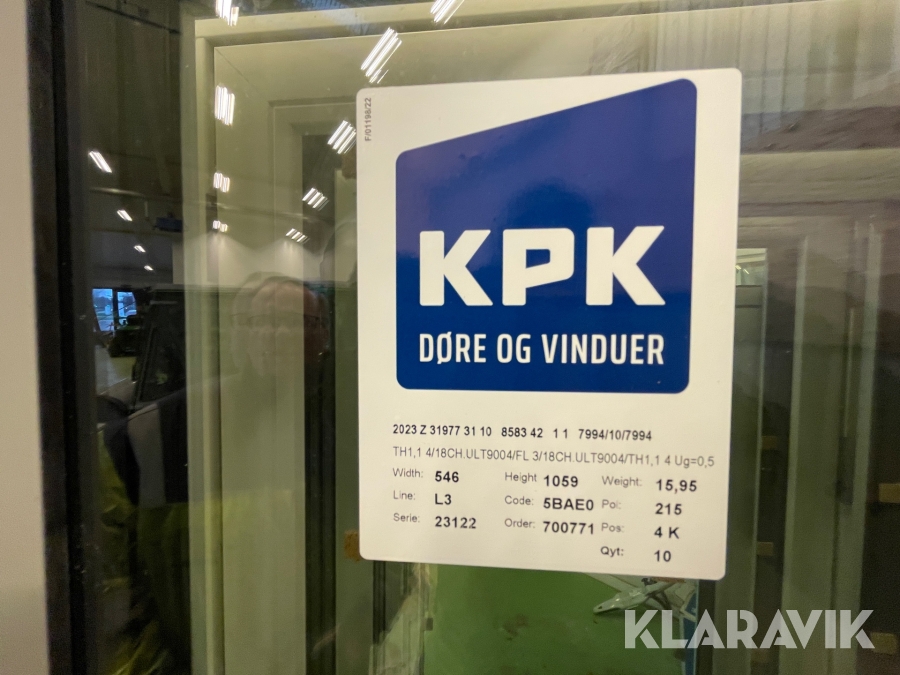 F/01198/22
KPK
DØRE OG VINDUER
2023 Z 31977 31 10 8583 42 1 1 7994/10/7994
TH1,1 4/18CH.ULT9004/FL 3/18CH.ULT9004/TH1,1 4 Ug=0,5
Width: 546 Height 1059 Weight: 15,95
Line: L3 Code: 5BAE0 Poi: 215
Serie: 23122 Order: 700771 Pos: 4 K
Qyt: 10
KLARAVIK